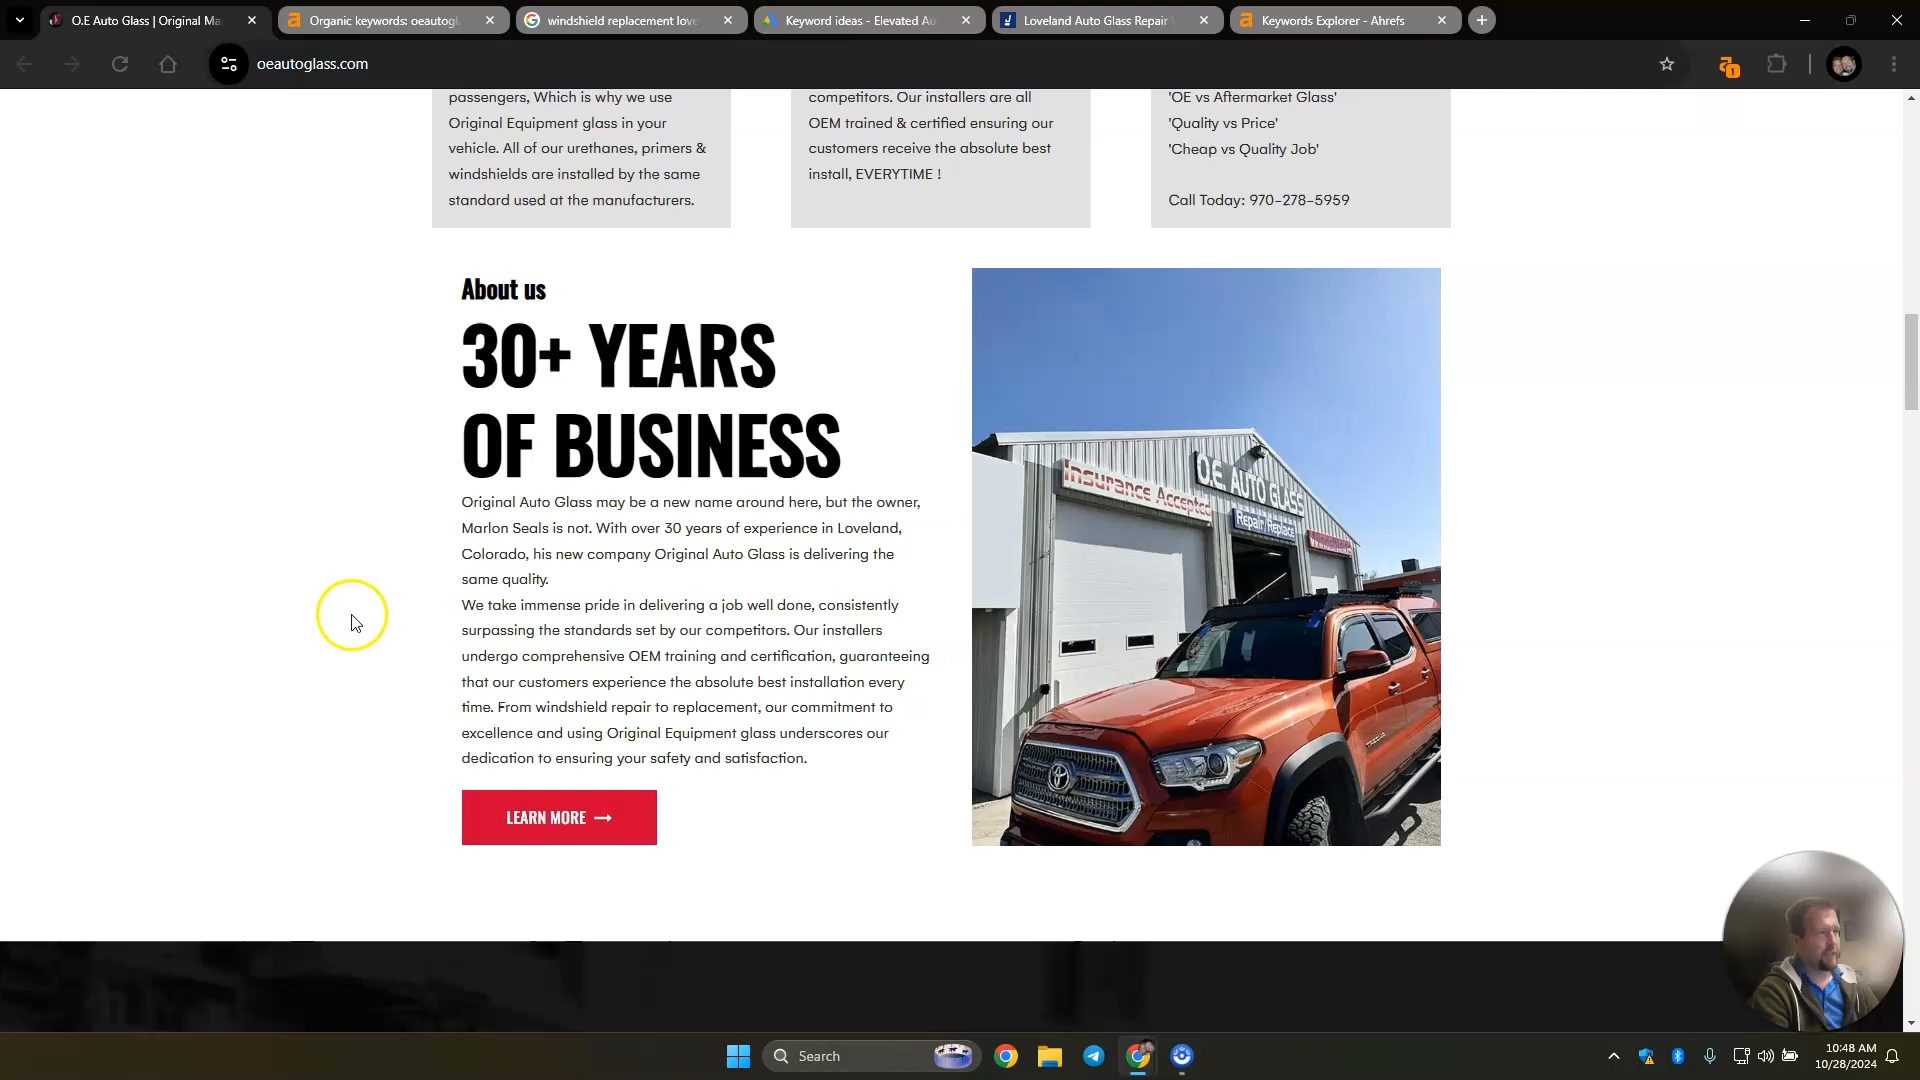 O.E Auto Glass | Original Ma
Organic keywords: oeautogl
windshield replacement love
Keyword ideas - Elevated Au
Loveland Auto Glass Repair
Keywords Explorer - Ahrefs
oeautoglass.com
1
passengers, Which is why we use
Original Equipment glass in your
vehicle. All of our urethanes, primers &
windshields are installed by the same
standard used at the manufacturers.
competitors. Our installers are all
OEM trained & certified ensuring our
customers receive the absolute best
install, EVERYTIME !
'OE vs Aftermarket Glass'
'Quality vs Price'
'Cheap vs Quality Job'
Call Today: 970-278-5959
About us
30+ YEARS
OF BUSINESS
Original Auto Glass may be a new name around here, but the owner,
Marlon Seals is not. With over 30 years of experience in Loveland,
Colorado, his new company Original Auto Glass is delivering the
same quality.
We take immense pride in delivering a job well done, consistently
surpassing the standards set by our competitors. Our installers
undergo comprehensive OEM training and certification, guaranteeing
that our customers experience the absolute best installation every
time. From windshield repair to replacement, our commitment to
excellence and using Original Equipment glass underscores our
dedication to ensuring your safety and satisfaction.
LEARN MORE →
Insurance Accepted
O.E. AUTO GLASS
Repair/Replace
Search
10:48 AM
10/28/2024